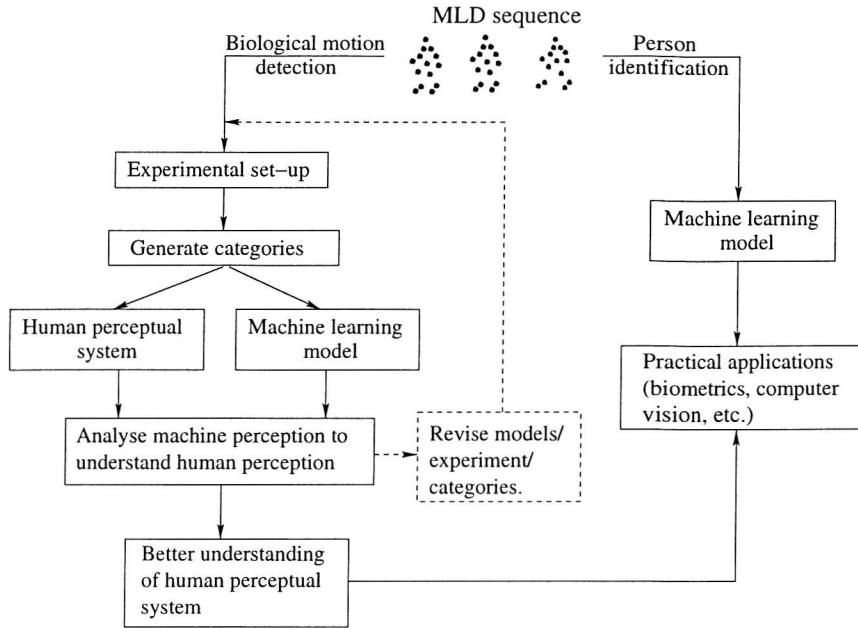 MLD sequence
Biological motion
detection
Person
identification
Experimental set-up
Generate categories
Human perceptual
system
Machine learning
model
Machine learning
model
Practical applications
(biometrics, computer
vision, etc.)
Analyse machine perception to
understand human perception
Revise models/
experiment/
categories.
Better understanding
of human perceptual
system